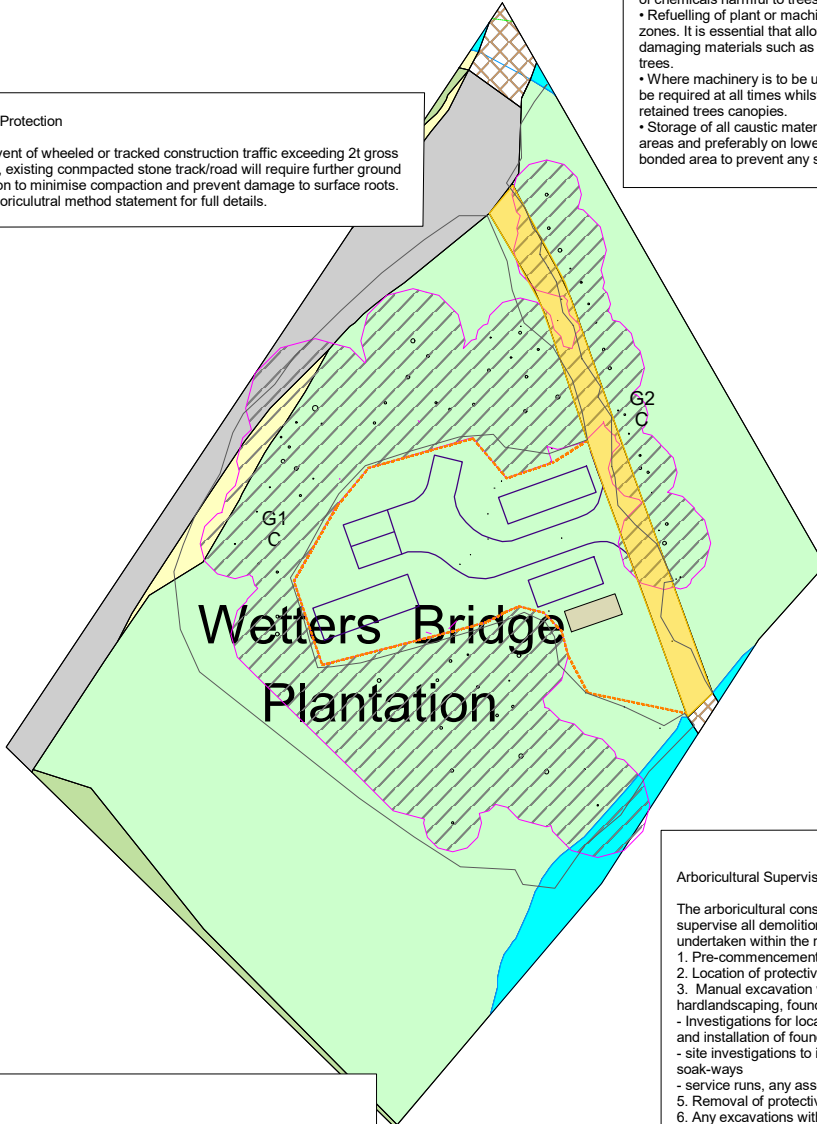 of chemicals harmful to trees
• Refuelling of plant or machi
zones. It is essential that allo
damaging materials such as
trees.
• Where machinery is to be u
be required at all times whils
retained trees canopies.
• Storage of all caustic mater
areas and preferably on lowe
bonded area to prevent any s
Protection
vent of wheeled or tracked construction traffic exceeding 2t gross
, existing conmpacted stone track/road will require further ground
on to minimise compaction and prevent damage to surface roots.
oriculutral method statement for full details.
G2
C
G1
C
Wetters Bridge
Plantation
Arboricultural Supervis
The arboricultural cons
supervise all demolition
undertaken within the r
1. Pre-commencement
2. Location of protectiv
3. Manual excavation
hardlandscaping, found
- Investigations for loca
and installation of foun
- site investigations to i
soak-ways
- service runs, any ass
5. Removal of protectiv
6. Any excavations with